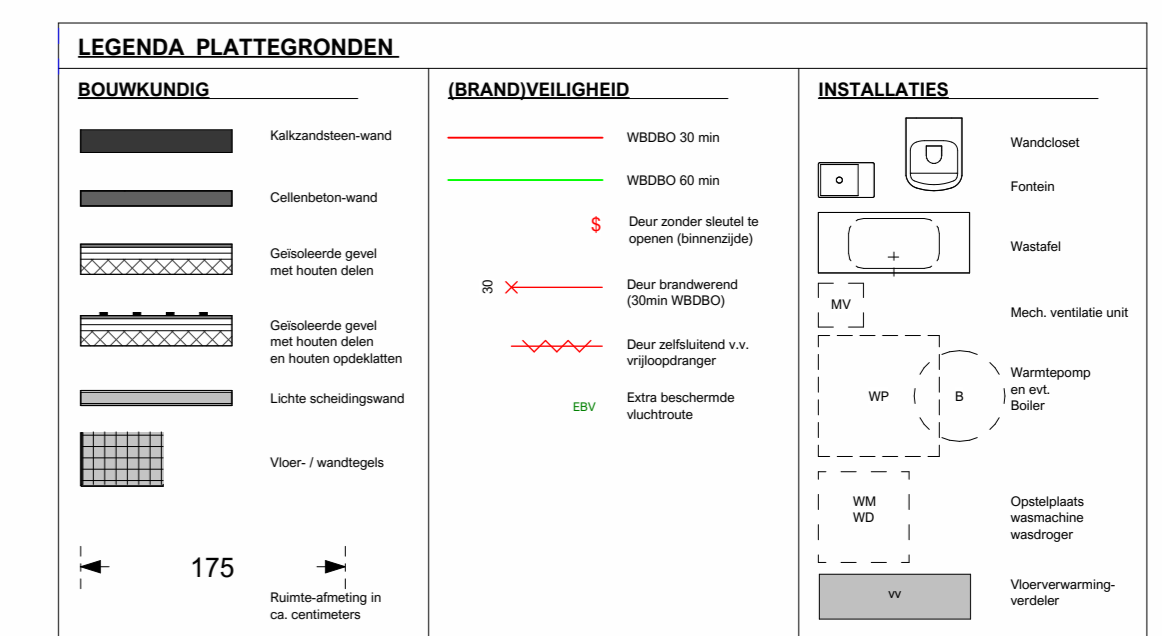 LEGENDA PLATTEGRONDEN
BOUWKUNDIG
Kalkzandsteen-wand
Cellenbeton-wand
Geïsoleerde gevel
met houten delen
Geïsoleerde gevel
met houten delen
en houten opdeklatten
Lichte scheidingswand
Vloer- / wandtegels
175
Ruimte-afmeting in
ca. centimeters
(BRAND)VEILIGHEID
WBDBO 30 min
WBDBO 60 min
$
Deur zonder sleutel te
openen (binnenzijde)
30
Deur brandwerend
(30min WBDBO)
Deur zelfsluitend v.v.
vrijloopdranger
EBV
Extra beschermde
vluchtroute
INSTALLATIES
Wandcloset
Fontein
Wastafel
MV
Mech. ventilatie unit
WP
B
Warmtepomp
en evt.
Boiler
WM
WD
Opstelplaats
wasmachine
wasdroger
vv
Vloerverwarming-
verdeler